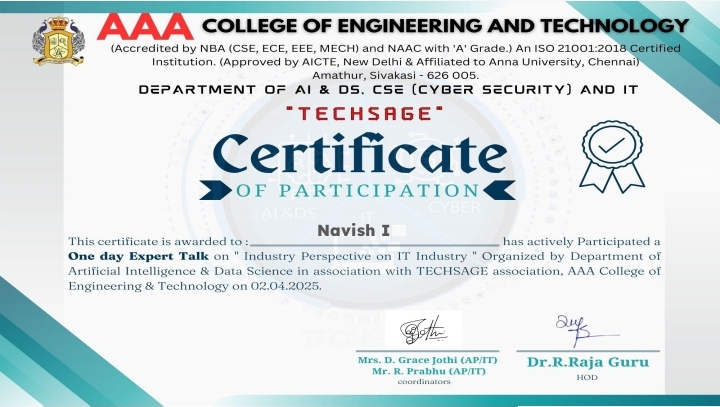 AAA COLLEGE OF ENGINEERING AND TECHNOLOGY
(Accredited by NBA (CSE, ECE, EEE, MECH) and NAAC with 'A' Grade.) An ISO 21001:2018 Certified
Institution. (Approved by AICTE, New Delhi & Affiliated to Anna University, Chennai)
Amathur, Sivakasi - 626 005.
DEPARTMENT OF AI & DS, CSE (CYBER SECURITY) AND IT
"TECHSAGE"
Certificate
OF PARTICIPATION
AI & DS IT CYBER
Navish I
This certificate is awarded to : has actively Participated a
One day Expert Talk on " Industry Perspective on IT Industry " Organized by Department of
Artificial Intelligence & Data Science in association with TECHSAGE association, AAA College of
Engineering & Technology on 02.04.2025.
Mrs. D. Grace Jothi (AP/IT)
Mr. R. Prabhu (AP/IT)
coordinators
Dr.R.Raja Guru
HOD